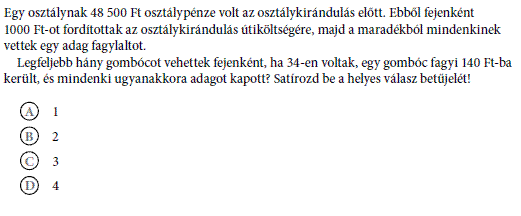 Egy osztálynak 48 500 Ft osztálypénze volt az osztálykirándulás előtt. Ebből fejenként
1000 Ft-ot fordítottak az osztálykirándulás útiköltségére, majd a maradékból mindenkinek
vettek egy adag fagylaltot.
Legfeljebb hány gombócot vehettek fejenként, ha 34-en voltak, egy gombóc fagyi 140 Ft-ba
került, és mindenki ugyanakkora adagot kapott? Satírozd be a helyes válasz betűjelét!
A 1
B 2
C 3
D 4